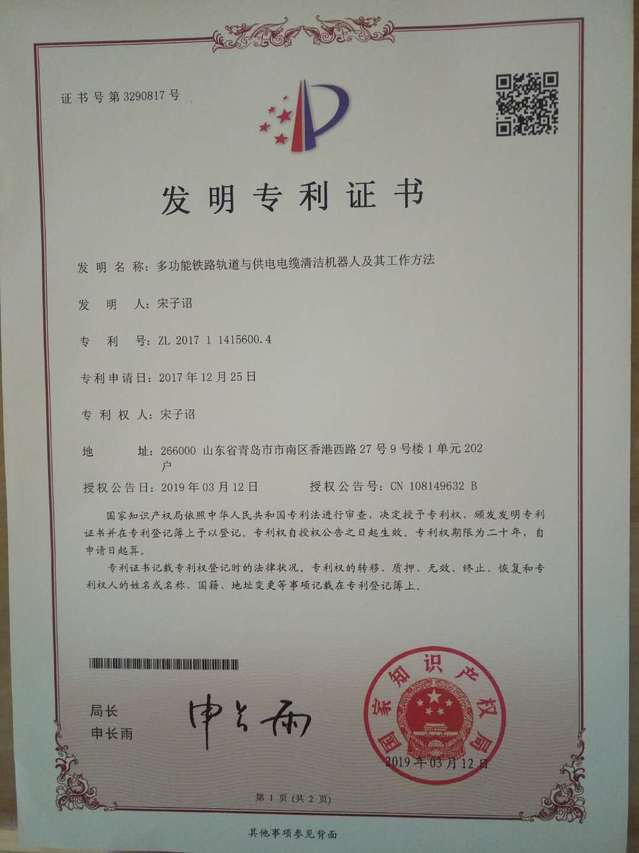 证书号第3290817号
发明专利证书
发明名称：多功能铁路轨道与供电电缆清洁机器人及其工作方法
发明人：宋子诏
专利号：ZL 2017 1 1415600.4
专利申请日：2017年12月25日
专利权人：宋子诏
地址：266000 山东省青岛市市南区香港西路27号9号楼1单元202
户
授权公告日：2019年03月12日 授权公告号：CN 108149632 B
国家知识产权局依照中华人民共和国专利法进行审查，决定授予专利权，颁发发明专利
证书并在专利登记簿上予以登记。专利权自授权公告之日起生效。专利权期限为二十年，自
申请日起算。
专利证书记载专利权登记时的法律状况。专利权的转移、质押、无效、终止、恢复和专
利权人的姓名或名称、国籍、地址变更等事项记载在专利登记簿上。
局长
申长雨
申长雨
国家知识产权局
2019年03月12日
第1页(共2页)
其他事项参见背面